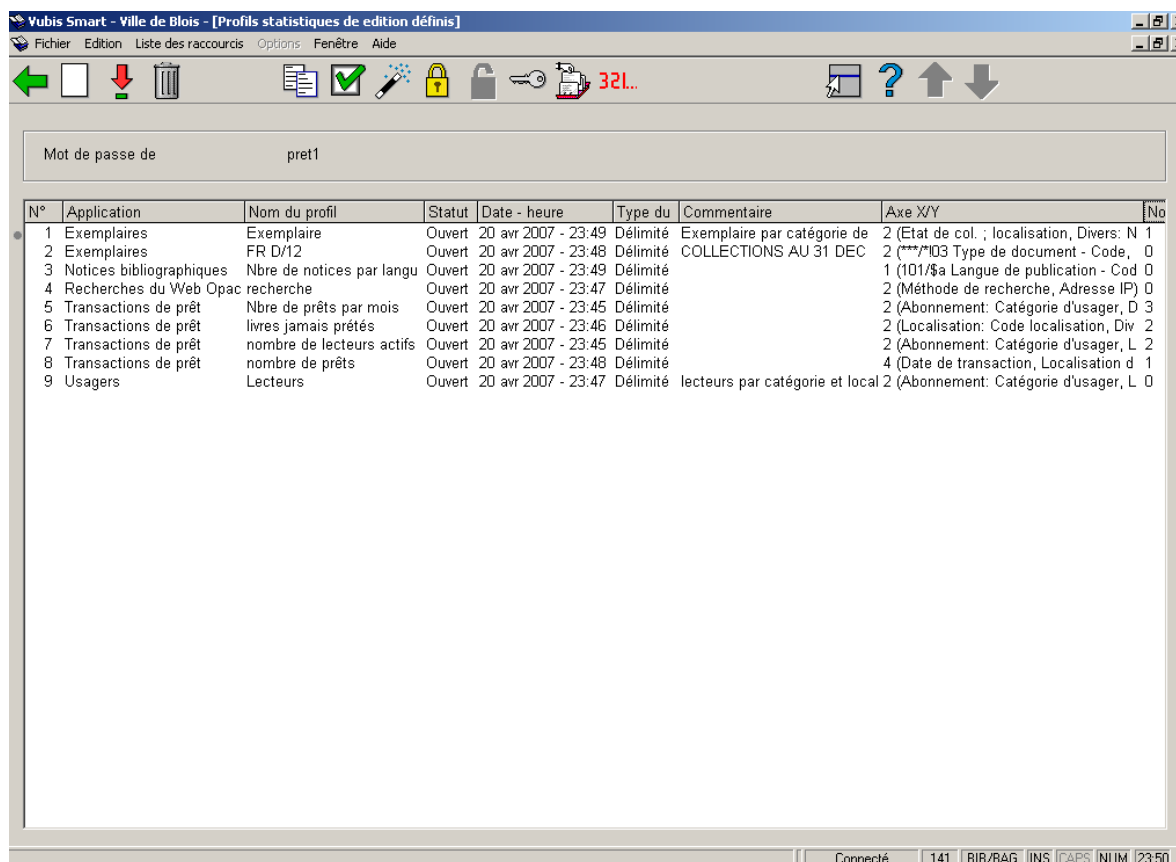 Vubis Smart - Ville de Blois - [Profils statistiques de edition définis]
Fichier Edition Liste des raccourcis Options Fenêtre Aide
321...
Mot de passe de pret1
N° Application Nom du profil Statut Date - heure Type du Commentaire Axe X/Y No
1 Exemplaires Exemplaire Ouvert 20 avr 2007 - 23:49 Délimité Exemplaire par catégorie de 2 (Etat de col. ; localisation, Divers: N 1
2 Exemplaires FR D/12 Ouvert 20 avr 2007 - 23:48 Délimité COLLECTIONS AU 31 DEC 2 (***/*!03 Type de document - Code, 0
3 Notices bibliographiques Nbre de notices par langu Ouvert 20 avr 2007 - 23:49 Délimité 1 (101/$a Langue de publication - Cod 0
4 Recherches du Web Opac recherche Ouvert 20 avr 2007 - 23:47 Délimité 2 (Méthode de recherche, Adresse IP) 0
5 Transactions de prêt Nbre de prêts par mois Ouvert 20 avr 2007 - 23:45 Délimité 2 (Abonnement: Catégorie d'usager, D 3
6 Transactions de prêt livres jamais prétés Ouvert 20 avr 2007 - 23:46 Délimité 2 (Localisation: Code localisation, Div 2
7 Transactions de prêt nombre de lecteurs actifs Ouvert 20 avr 2007 - 23:45 Délimité 2 (Abonnement: Catégorie d'usager, L 2
8 Transactions de prêt nombre de prêts Ouvert 20 avr 2007 - 23:48 Délimité 4 (Date de transaction, Localisation d 1
9 Usagers Lecteurs Ouvert 20 avr 2007 - 23:47 Délimité lecteurs par catégorie et local 2 (Abonnement: Catégorie d'usager, L 0
Connecté 141 BIB/BAG INS CAPS NUM 23:50